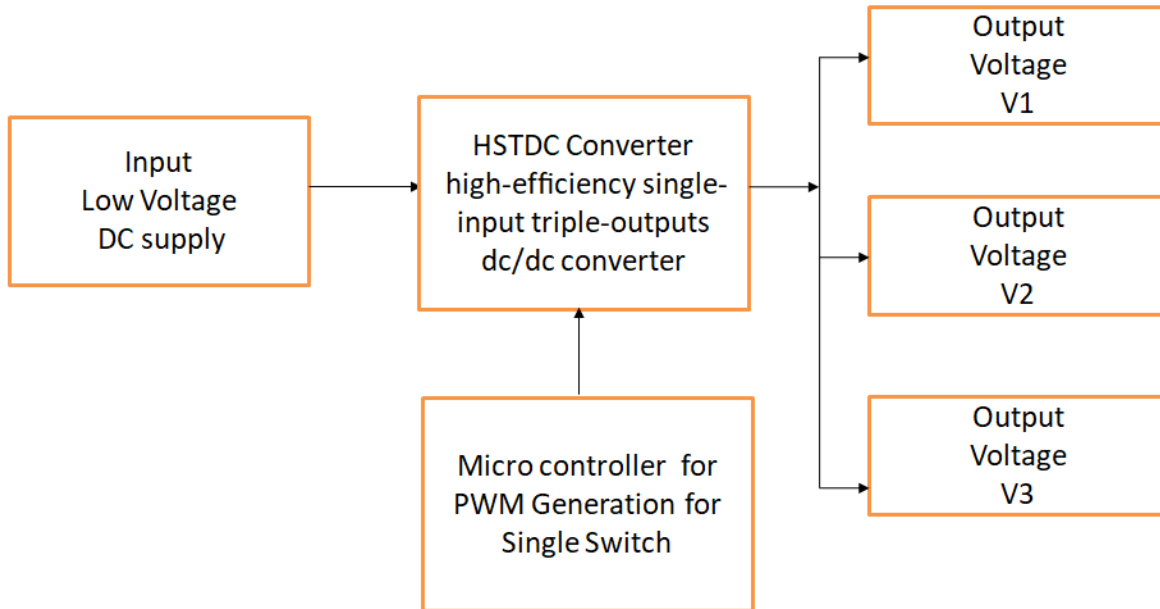 Input
Low Voltage
DC supply
HSTDC Converter
high-efficiency single-
input triple-outputs
dc/dc converter
Micro controller for
PWM Generation for
Single Switch
Output
Voltage
V1
Output
Voltage
V2
Output
Voltage
V3